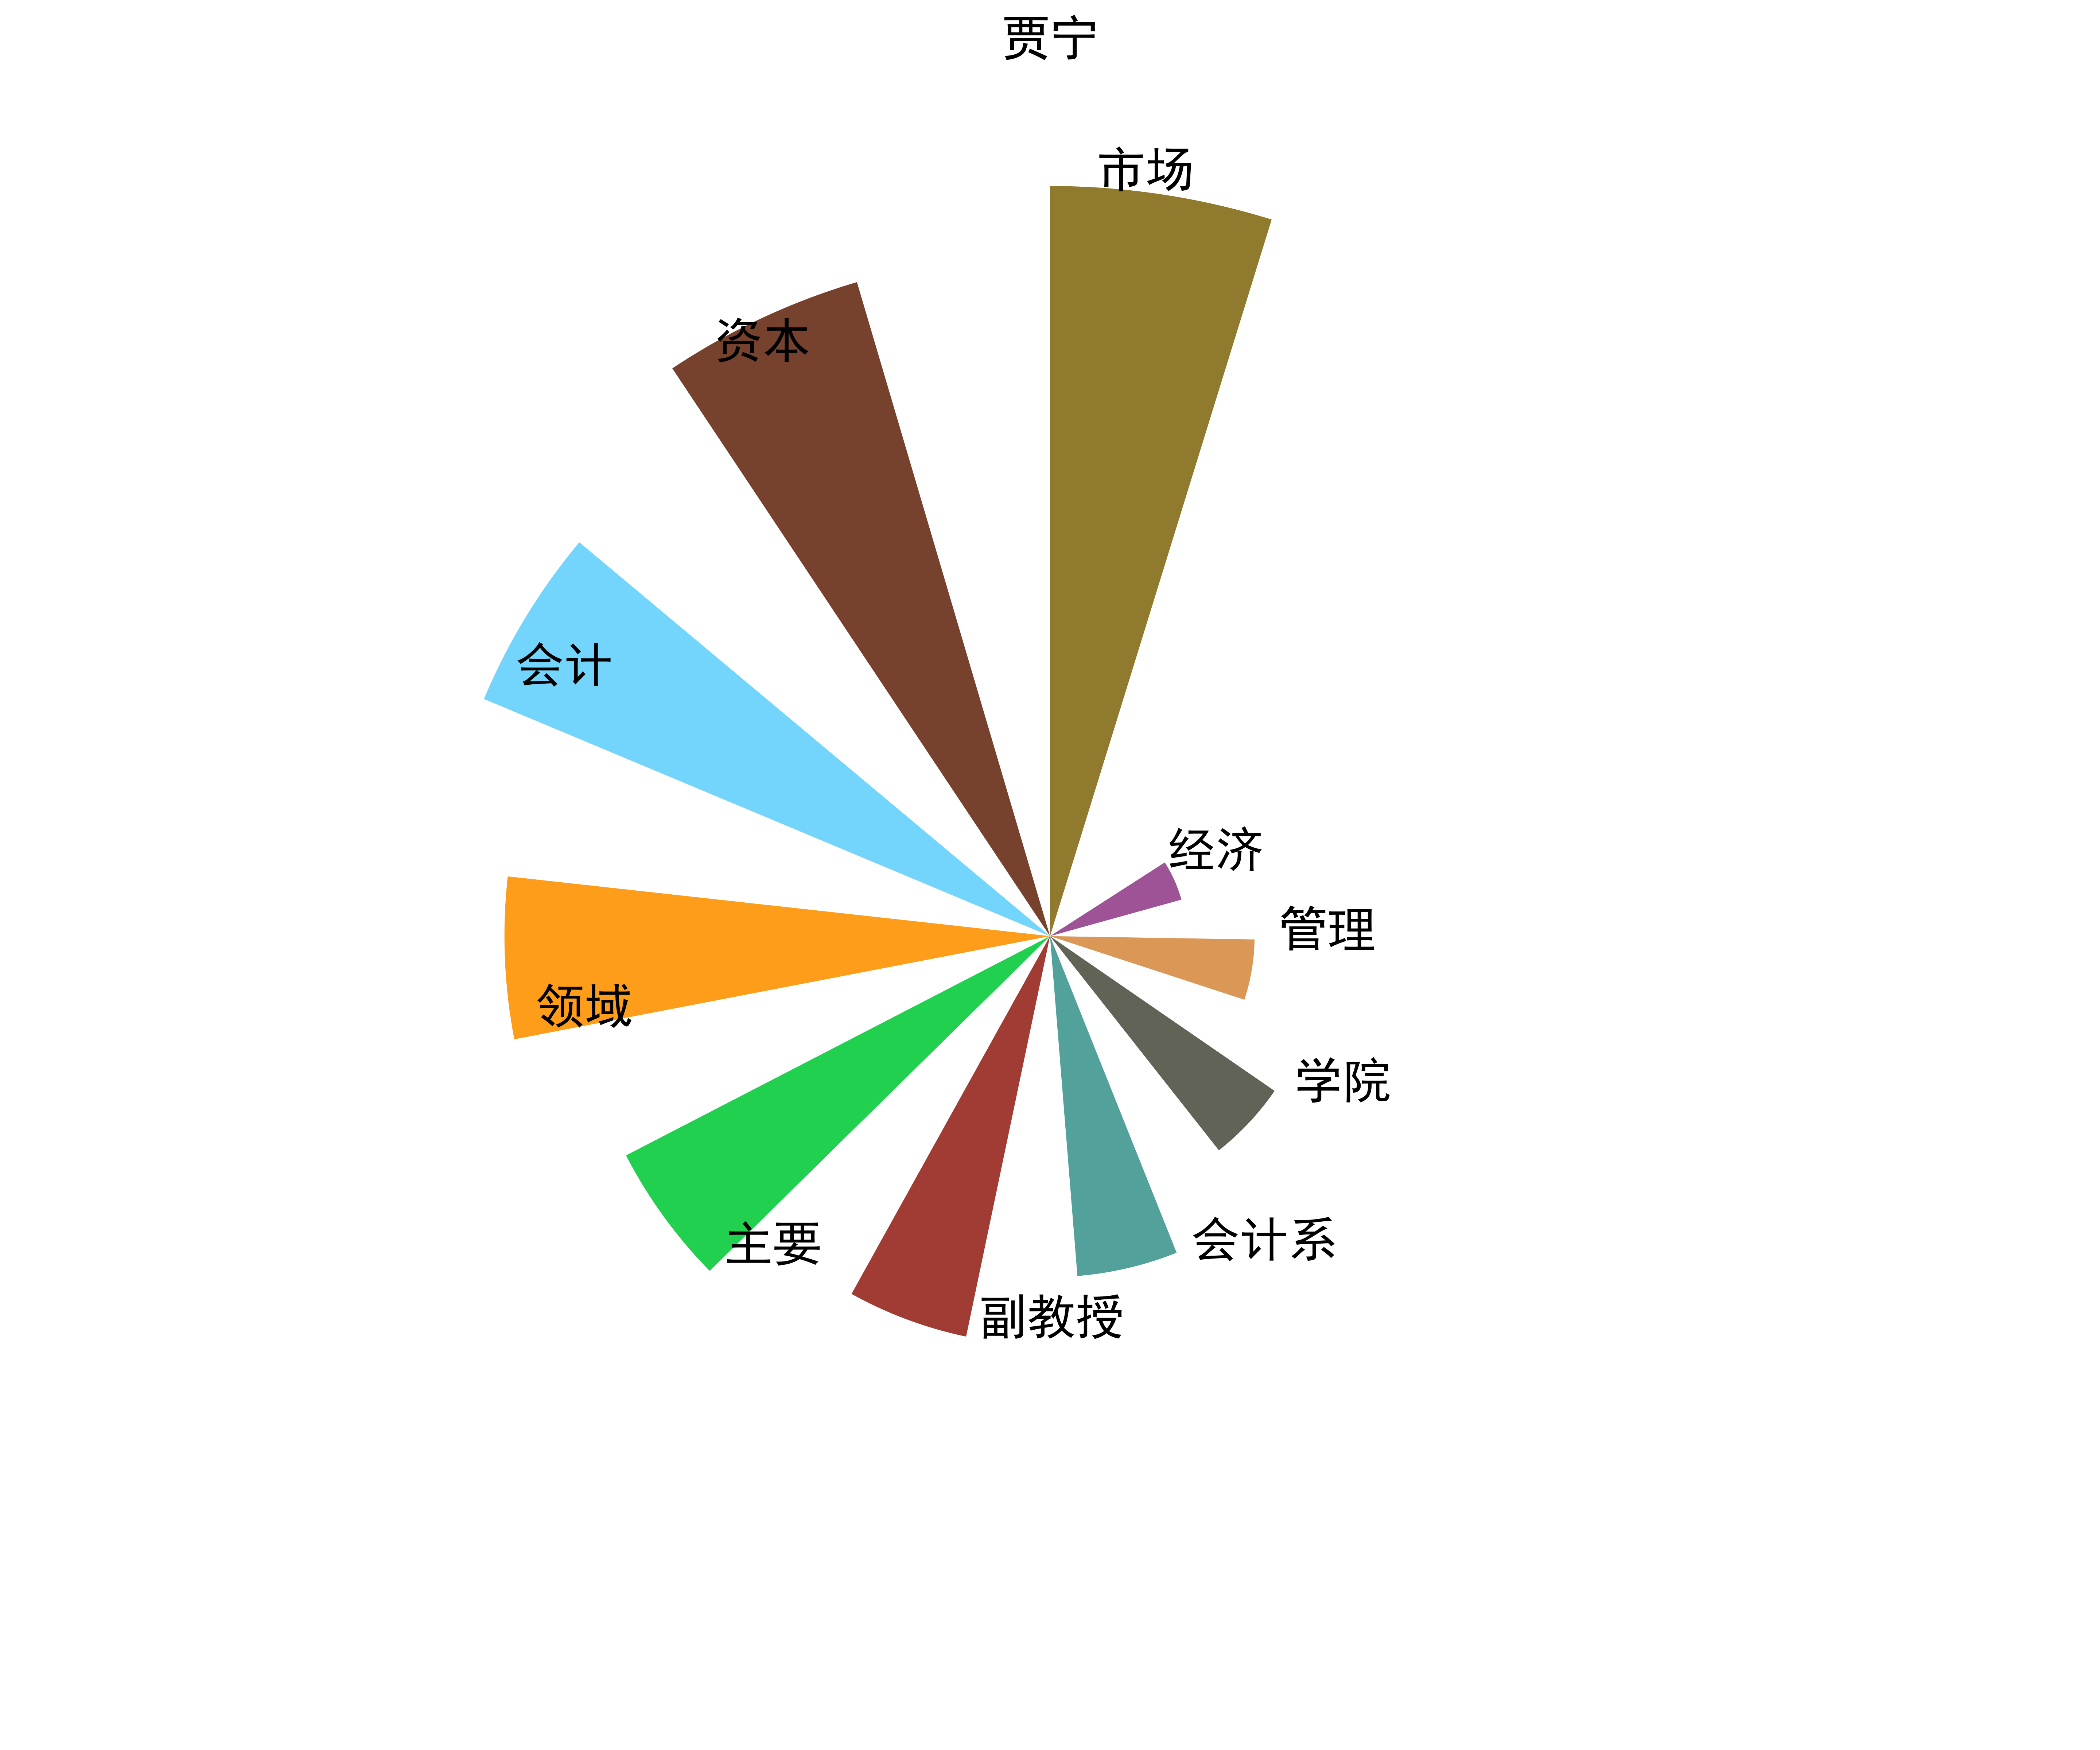 贾宁
市场
资本
会计
经济
管理
领域
学院
主要
会计系
副教授